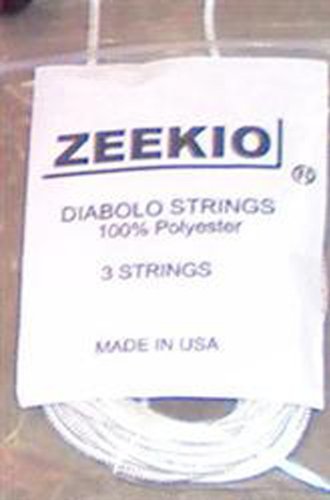 ZEEKIO
DIABOLO STRINGS
100% Polyester
3 STRINGS
MADE IN USA